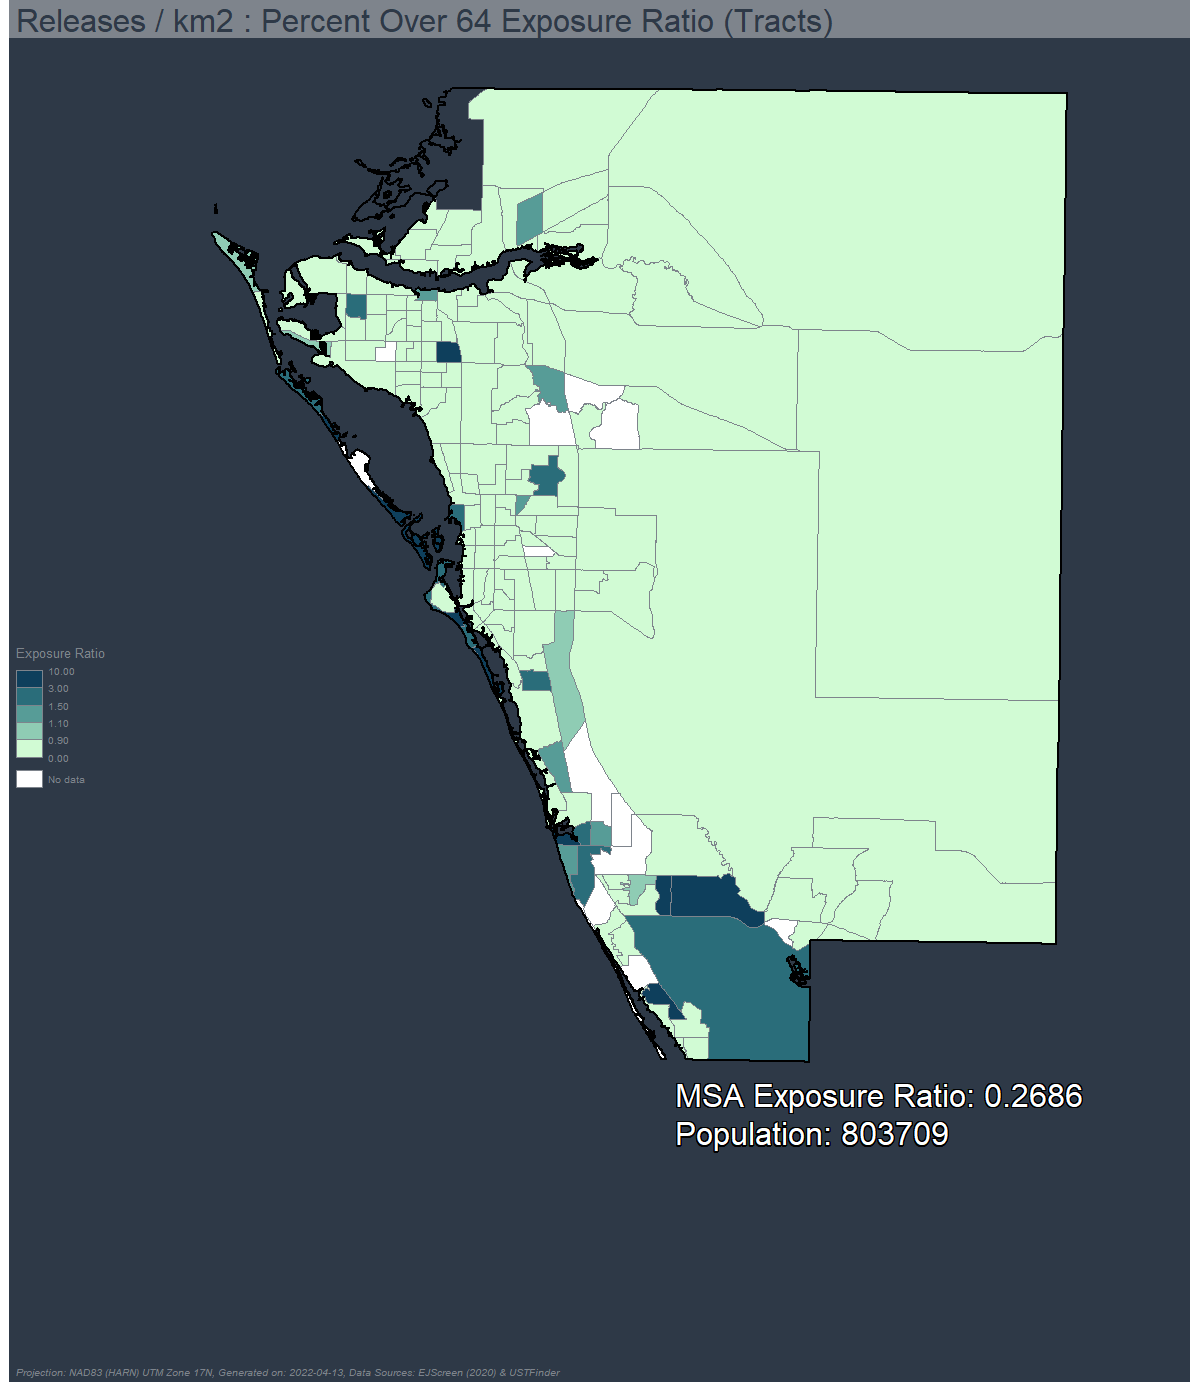 Releases / km2 : Percent Over 64 Exposure Ratio (Tracts)
Exposure Ratio
10.00
3.00
1.50
1.10
0.90
0.00
No data
MSA Exposure Ratio: 0.2686
Population: 803709
Projection: NAD83 (HARN) UTM Zone 17N, Generated on: 2022-04-13, Data Sources: EJScreen (2020) & USTFinder